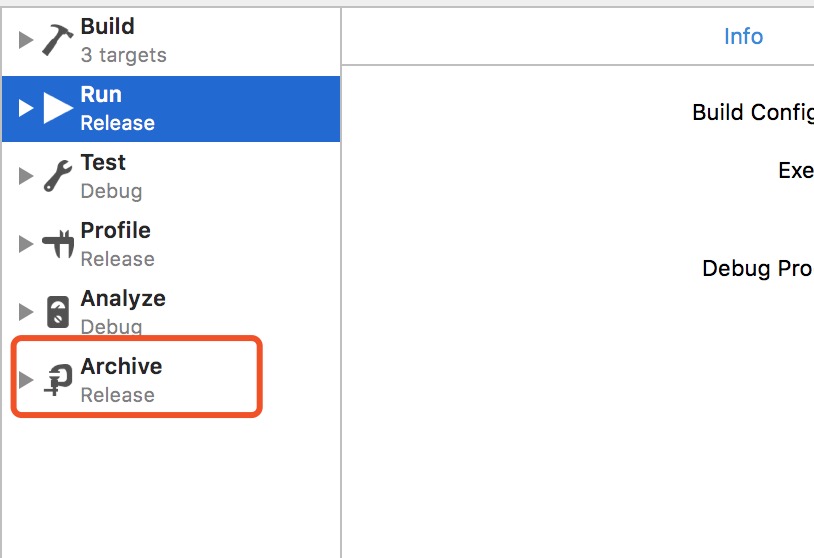 Build
3 targets
Run
Release
Test
Debug
Profile
Release
Analyze
Debug
Archive
Release
Info
Build Config
Exe
Debug Pro